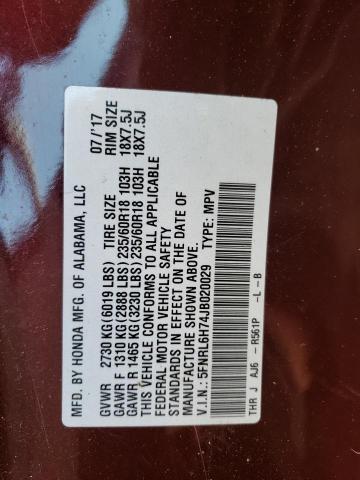 MFD. BY HONDA MFG. OF ALABAMA, LLC 07/'17
GVWR 2730 KG(6019 LBS) TIRE SIZE RIM SIZE
GAWR F 1310 KG(2888 LBS) 235/60R18 103H 18X7.5J
GAWR R 1465 KG(3230 LBS) 235/60R18 103H 18X7.5J
THIS VEHICLE CONFORMS TO ALL APPLICABLE
FEDERAL MOTOR VEHICLE SAFETY
STANDARDS IN EFFECT ON THE DATE OF
MANUFACTURE SHOWN ABOVE.
V.I.N.: 5FNRL6H74JB020029 TYPE: MPV
THR J AJ6 - R561P -L -B